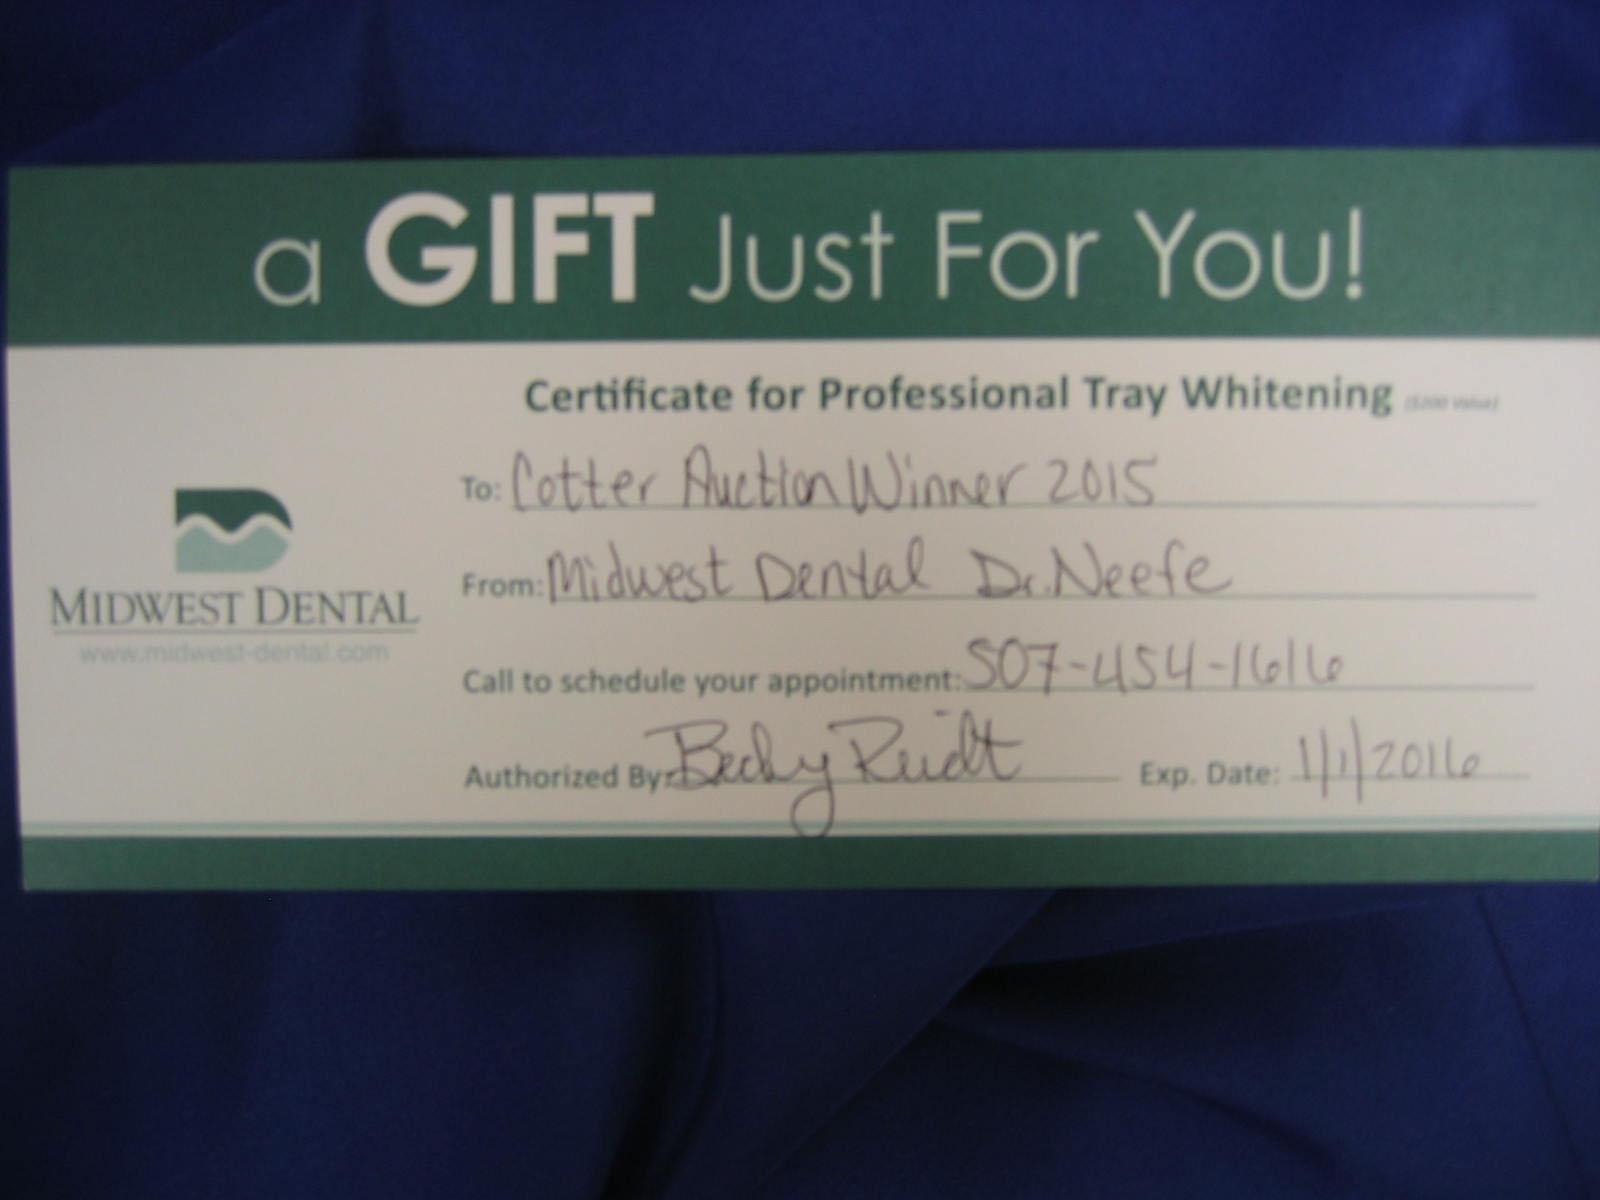 a GIFT Just For You!
Certificate for Professional Tray Whitening ($200 Value)
To: Cotter Auction Winner 2015
MIDWEST DENTAL
www.midwest-dental.com
From: Midwest Dental Dr. Neefe
Call to schedule your appointment: 507-454-1616
Authorized By: Becky
Exp. Date: 1/1/2016